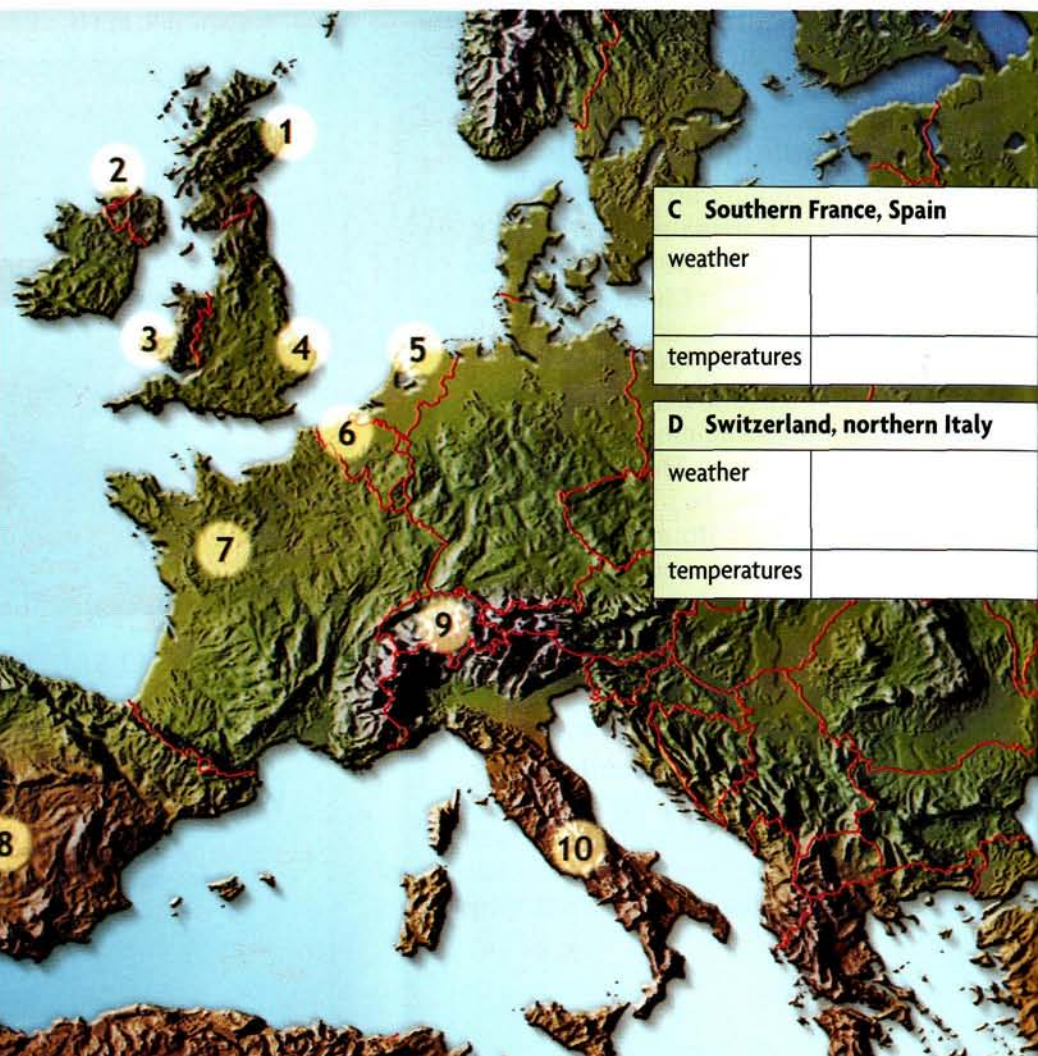 1
2
3
4
5
6
7
8
9
10
C Southern France, Spain
weather
temperatures
D Switzerland, northern Italy
weather
temperatures